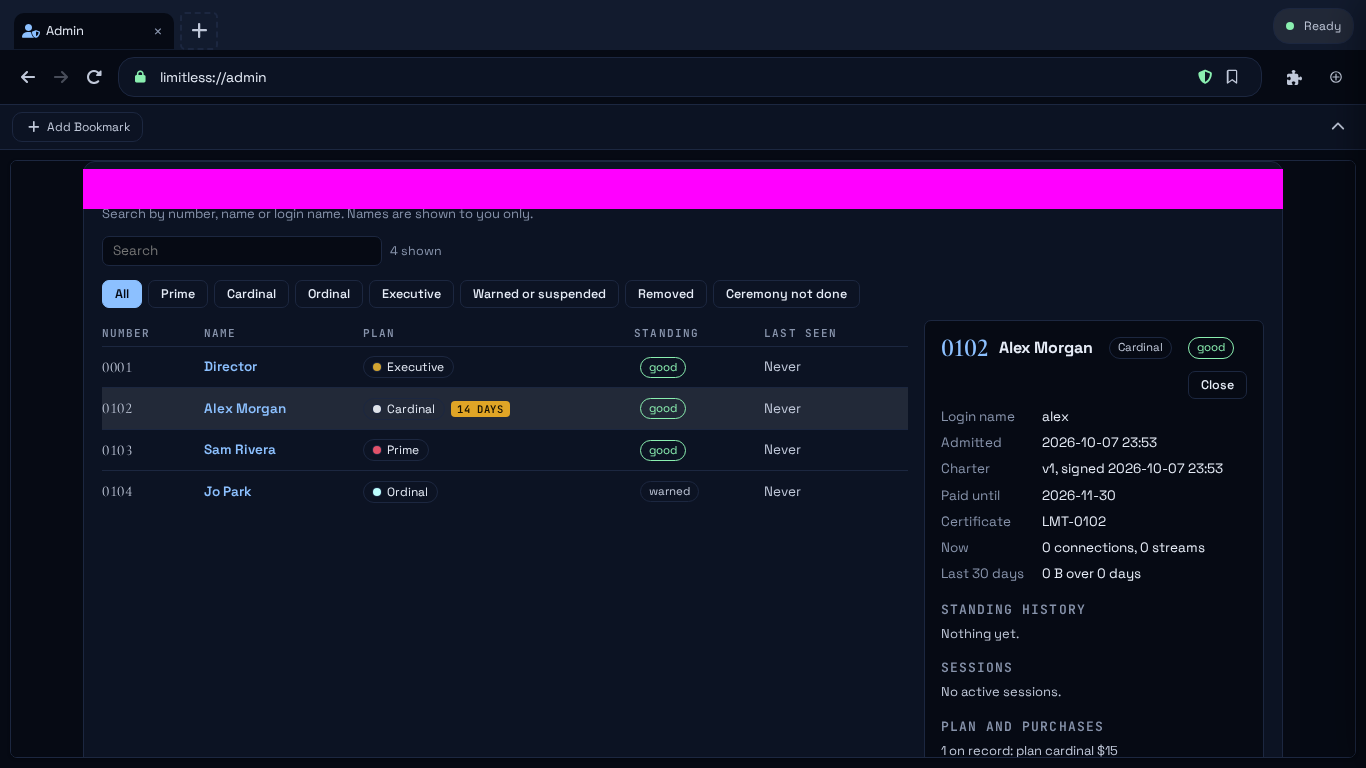 Admin
Ready
limitless://admin
Add Bookmark
Search by number, name or login name. Names are shown to you only.
Search
4 shown
All Prime Cardinal Ordinal Executive Warned or suspended Removed Ceremony not done
NUMBER NAME PLAN STANDING LAST SEEN
0001 Director Executive good Never
0102 Alex Morgan Cardinal 14 DAYS good Never
0103 Sam Rivera Prime good Never
0104 Jo Park Ordinal warned Never
0102 Alex Morgan Cardinal good
Close
Login name alex
Admitted 2026-10-07 23:53
Charter v1, signed 2026-10-07 23:53
Paid until 2026-11-30
Certificate LMT-0102
Now 0 connections, 0 streams
Last 30 days 0 B over 0 days
STANDING HISTORY
Nothing yet.
SESSIONS
No active sessions.
PLAN AND PURCHASES
1 on record: plan cardinal $15